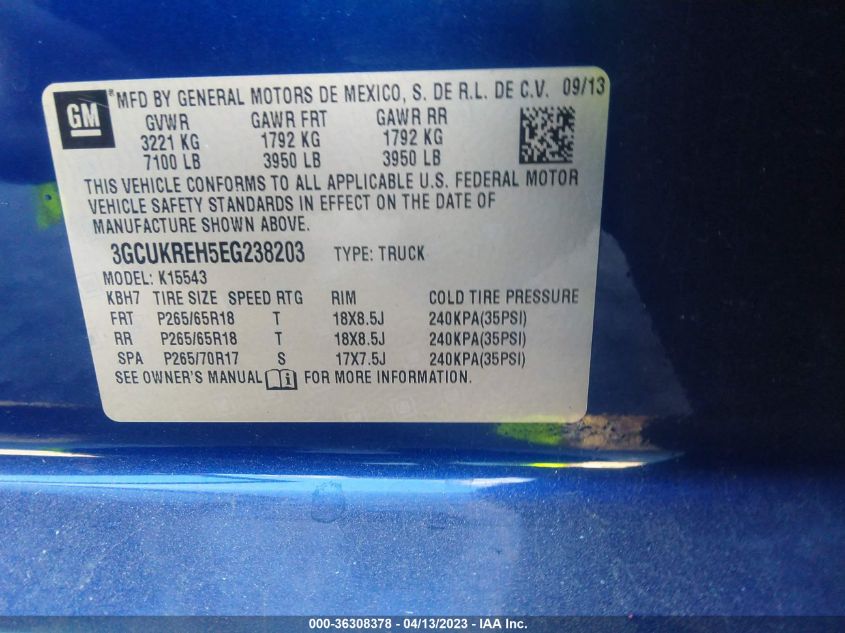 GM MFD BY GENERAL MOTORS DE MEXICO, S. DE R.L. DE C.V. 09/13
GVWR GAWR FRT GAWR RR
3221 KG 1792 KG 1792 KG
7100 LB 3950 LB 3950 LB
THIS VEHICLE CONFORMS TO ALL APPLICABLE U.S. FEDERAL MOTOR
VEHICLE SAFETY STANDARDS IN EFFECT ON THE DATE OF
MANUFACTURE SHOWN ABOVE.
3GCUKREH5EG238203 TYPE: TRUCK
MODEL: K15543
KBH7 TIRE SIZE SPEED RTG RIM COLD TIRE PRESSURE
FRT P265/65R18 T 18X8.5J 240KPA(35PSI)
RR P265/65R18 T 18X8.5J 240KPA(35PSI)
SPA P265/70R17 S 17X7.5J 240KPA(35PSI)
SEE OWNER'S MANUAL FOR MORE INFORMATION.
000-36308378 - 04/13/2023 - IAA Inc.